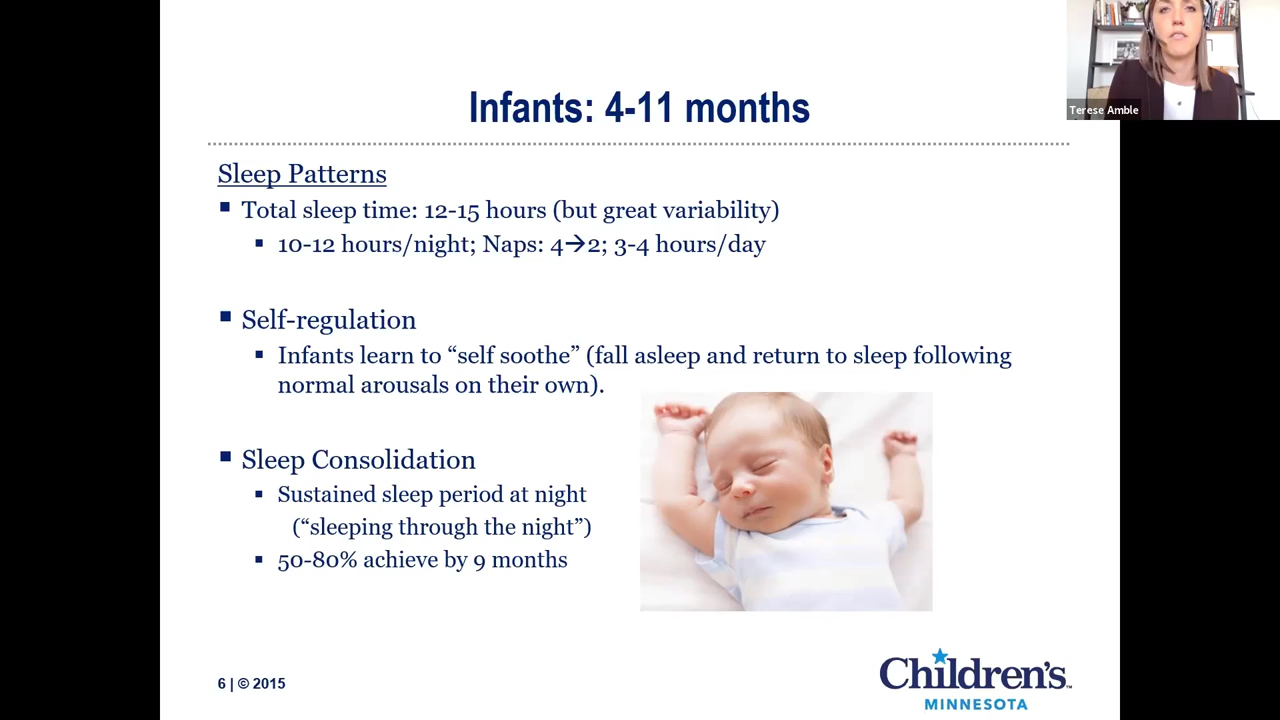 Terese Amble
Infants: 4-11 months
Sleep Patterns
▪ Total sleep time: 12-15 hours (but great variability)
▪ 10-12 hours/night; Naps: 4→2; 3-4 hours/day
▪ Self-regulation
▪ Infants learn to “self soothe” (fall asleep and return to sleep following
normal arousals on their own).
▪ Sleep Consolidation
▪ Sustained sleep period at night
(“sleeping through the night”)
▪ 50-80% achieve by 9 months
6 | © 2015
Children's™
MINNESOTA